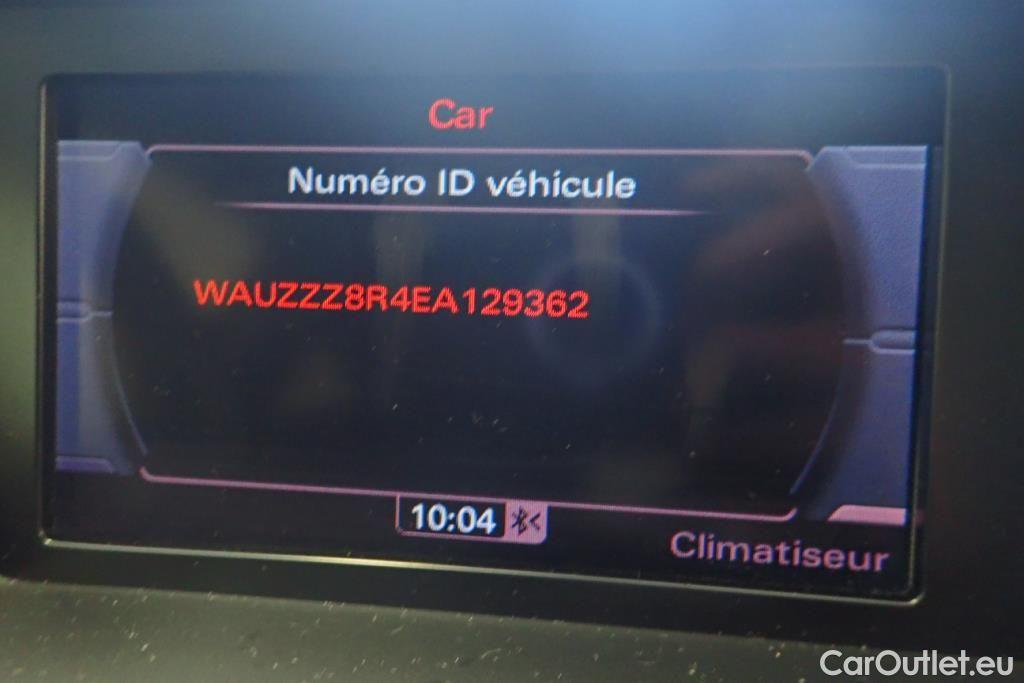 Car
Numéro ID véhicule
WAUZZZ8R4EA129362
10:04
Climatiseur
CarOutlet.eu